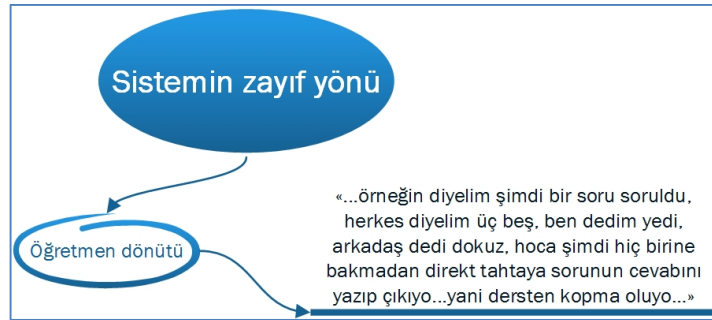 Sistemin zayıf yönü
Öğretmen dönütü
«...örneğin diyelim şimdi bir soru soruldu,
herkes diyelim üç beş, ben dedim yedi,
arkadaş dedi dokuz, hoca şimdi hiç birine
bakmadan direkt tahtaya sorunun cevabını
yazıp çıkıyo...yani dersten kopma oluyo...»